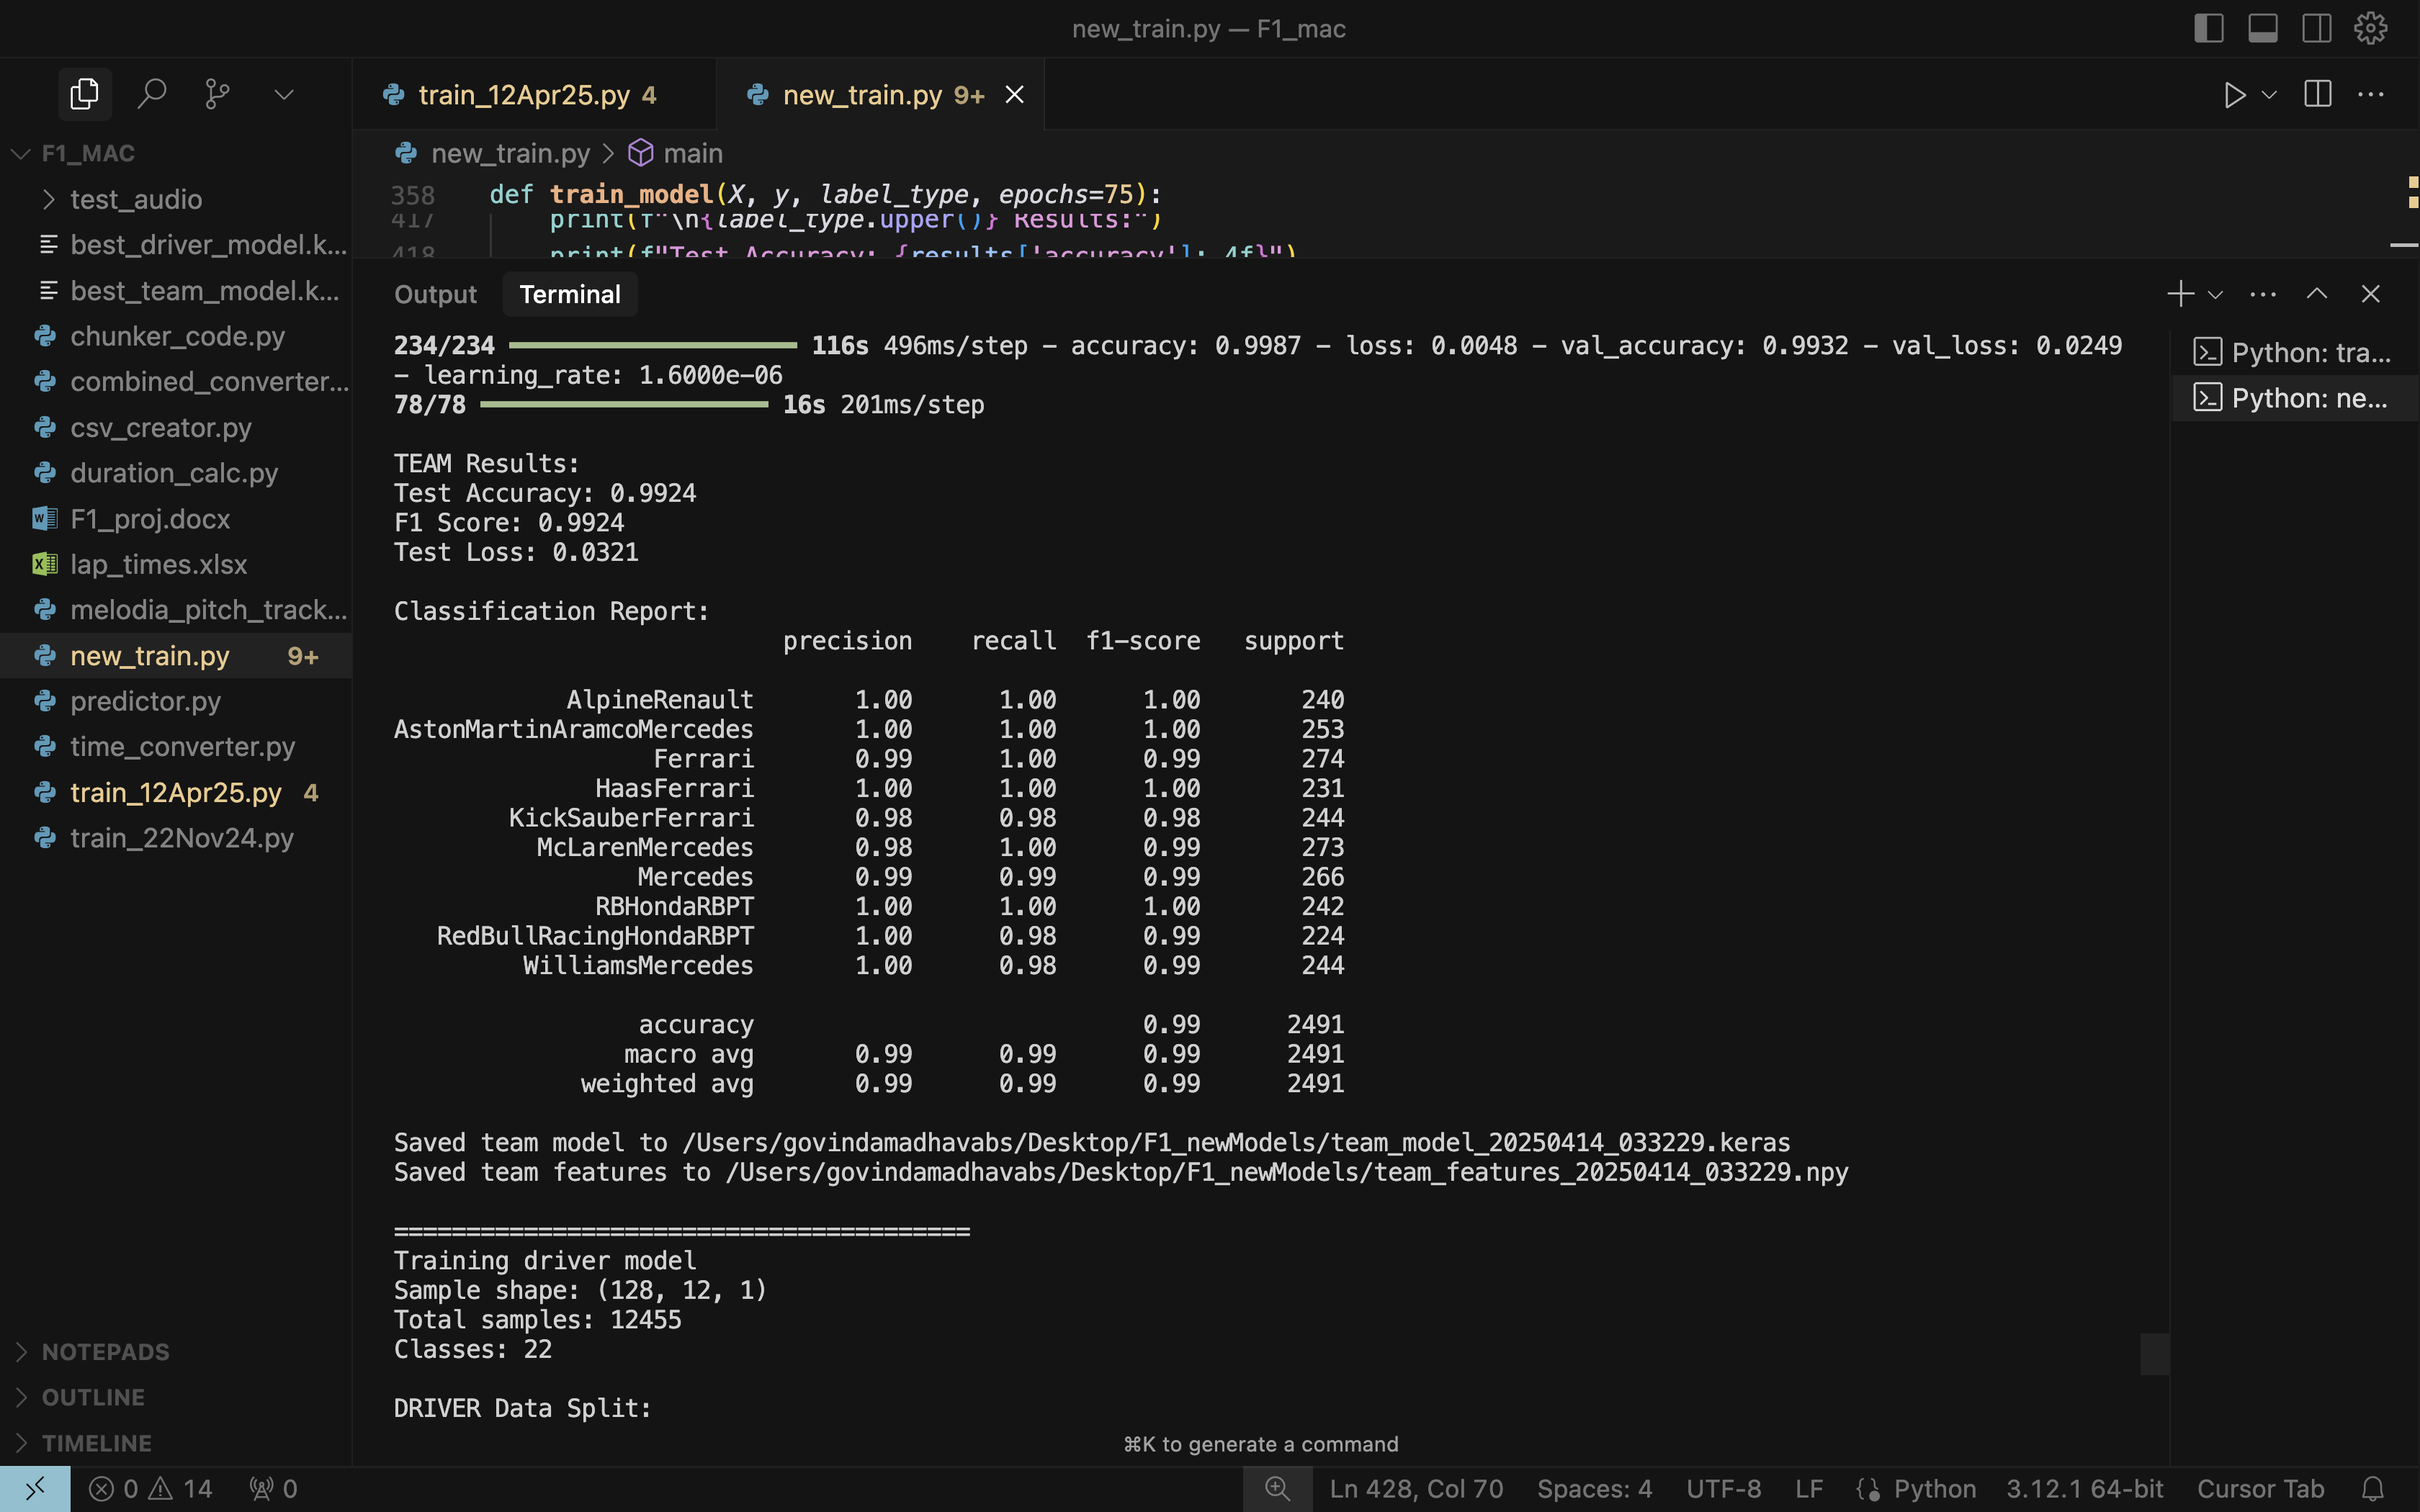 new_train.py — F1_mac
train_12Apr25.py 4
new_train.py 9+
F1_MAC
test_audio
best_driver_model.k...
best_team_model.k...
chunker_code.py
combined_converter...
csv_creator.py
duration_calc.py
F1_proj.docx
lap_times.xlsx
melodia_pitch_track...
new_train.py 9+
predictor.py
time_converter.py
train_12Apr25.py 4
train_22Nov24.py
NOTEPADS
OUTLINE
TIMELINE
new_train.py > main
358 def train_model(X, y, label_type, epochs=75):
417 print(f"\n{label_type.upper()} Results:")
418 print(f"Test Accuracy: {results['accuracy']:.4f}")
Output Terminal
234/234 116s 496ms/step - accuracy: 0.9987 - loss: 0.0048 - val_accuracy: 0.9932 - val_loss: 0.0249
- learning_rate: 1.6000e-06
78/78 16s 201ms/step
TEAM Results:
Test Accuracy: 0.9924
F1 Score: 0.9924
Test Loss: 0.0321
Classification Report:
precision recall f1-score support
AlpineRenault 1.00 1.00 1.00 240
AstonMartinAramcoMercedes 1.00 1.00 1.00 253
Ferrari 0.99 1.00 0.99 274
HaasFerrari 1.00 1.00 1.00 231
KickSauberFerrari 0.98 0.98 0.98 244
McLarenMercedes 0.98 1.00 0.99 273
Mercedes 0.99 0.99 0.99 266
RBHondaRBPT 1.00 1.00 1.00 242
RedBullRacingHondaRBPT 1.00 0.98 0.99 224
WilliamsMercedes 1.00 0.98 0.99 244
accuracy 0.99 2491
macro avg 0.99 0.99 0.99 2491
weighted avg 0.99 0.99 0.99 2491
Saved team model to /Users/govindamadhavabs/Desktop/F1_newModels/team_model_20250414_033229.keras
Saved team features to /Users/govindamadhavabs/Desktop/F1_newModels/team_features_20250414_033229.npy
========================================
Training driver model
Sample shape: (128, 12, 1)
Total samples: 12455
Classes: 22
DRIVER Data Split:
⌘K to generate a command
Python: tra...
Python: ne...
0 14 0
Ln 428, Col 70 Spaces: 4 UTF-8 LF Python 3.12.1 64-bit Cursor Tab